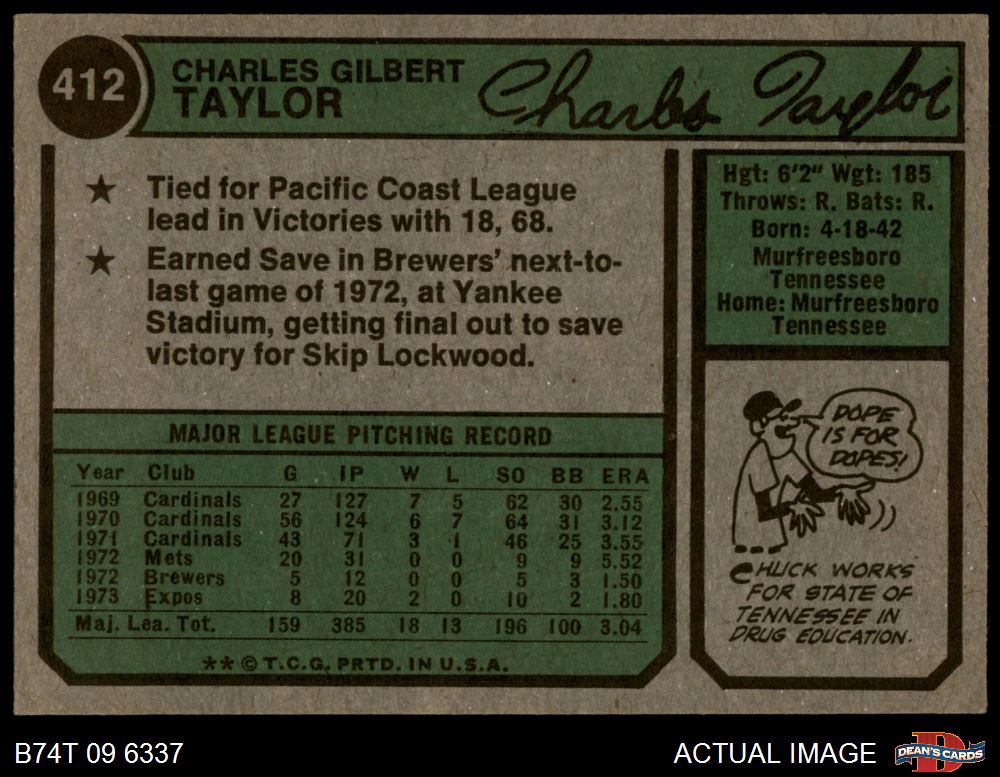 412
CHARLES GILBERT
TAYLOR
Charles Taylor
★ Tied for Pacific Coast League
lead in Victories with 18, 68.
★ Earned Save in Brewers' next-to-
last game of 1972, at Yankee
Stadium, getting final out to save
victory for Skip Lockwood.
Hgt: 6'2" Wgt: 185
Throws: R. Bats: R.
Born: 4-18-42
Murfreesboro
Tennessee
Home: Murfreesboro
Tennessee
MAJOR LEAGUE PITCHING RECORD
Year Club G IP W L SO BB ERA
1969 Cardinals 27 127 7 5 62 30 2.55
1970 Cardinals 56 124 6 7 64 31 3.12
1971 Cardinals 43 71 3 1 46 25 3.55
1972 Mets 20 31 0 0 9 9 5.52
1972 Brewers 5 12 0 0 5 3 1.50
1973 Expos 8 20 2 0 10 2 1.80
Maj. Lea. Tot. 159 385 18 13 196 100 3.04
** © T.C.G. PRTD. IN U.S.A.
DOPE
IS FOR
DOPES!
CHUCK WORKS
FOR STATE OF
TENNESSEE IN
DRUG EDUCATION.
B74T 09 6337
ACTUAL IMAGE
DEAN'S CARDS